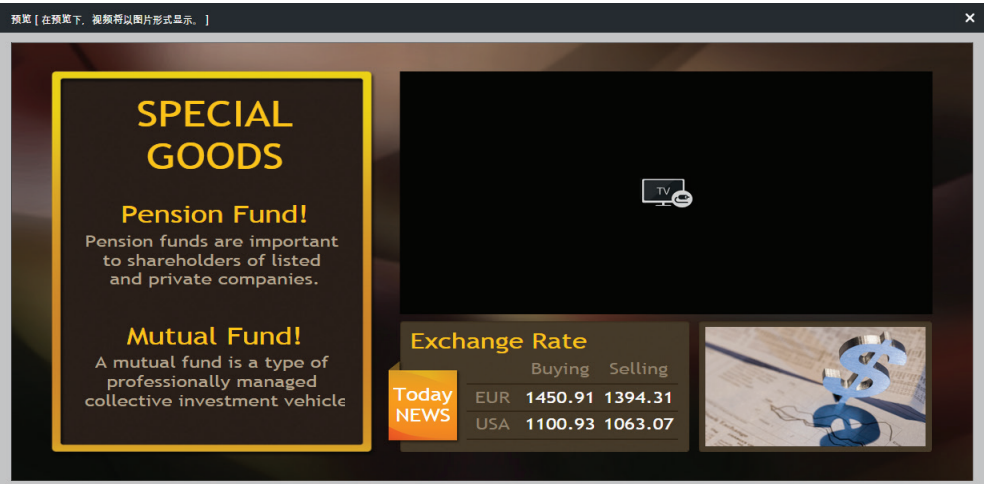 预览 [ 在预览下，视频将以图片形式显示。 ]
SPECIAL
GOODS
Pension Fund!
Pension funds are important
to shareholders of listed
and private companies.
Mutual Fund!
A mutual fund is a type of
professionally managed
collective investment vehicle
TV
Exchange Rate
Buying Selling
Today
NEWS
EUR 1450.91 1394.31
USA 1100.93 1063.07